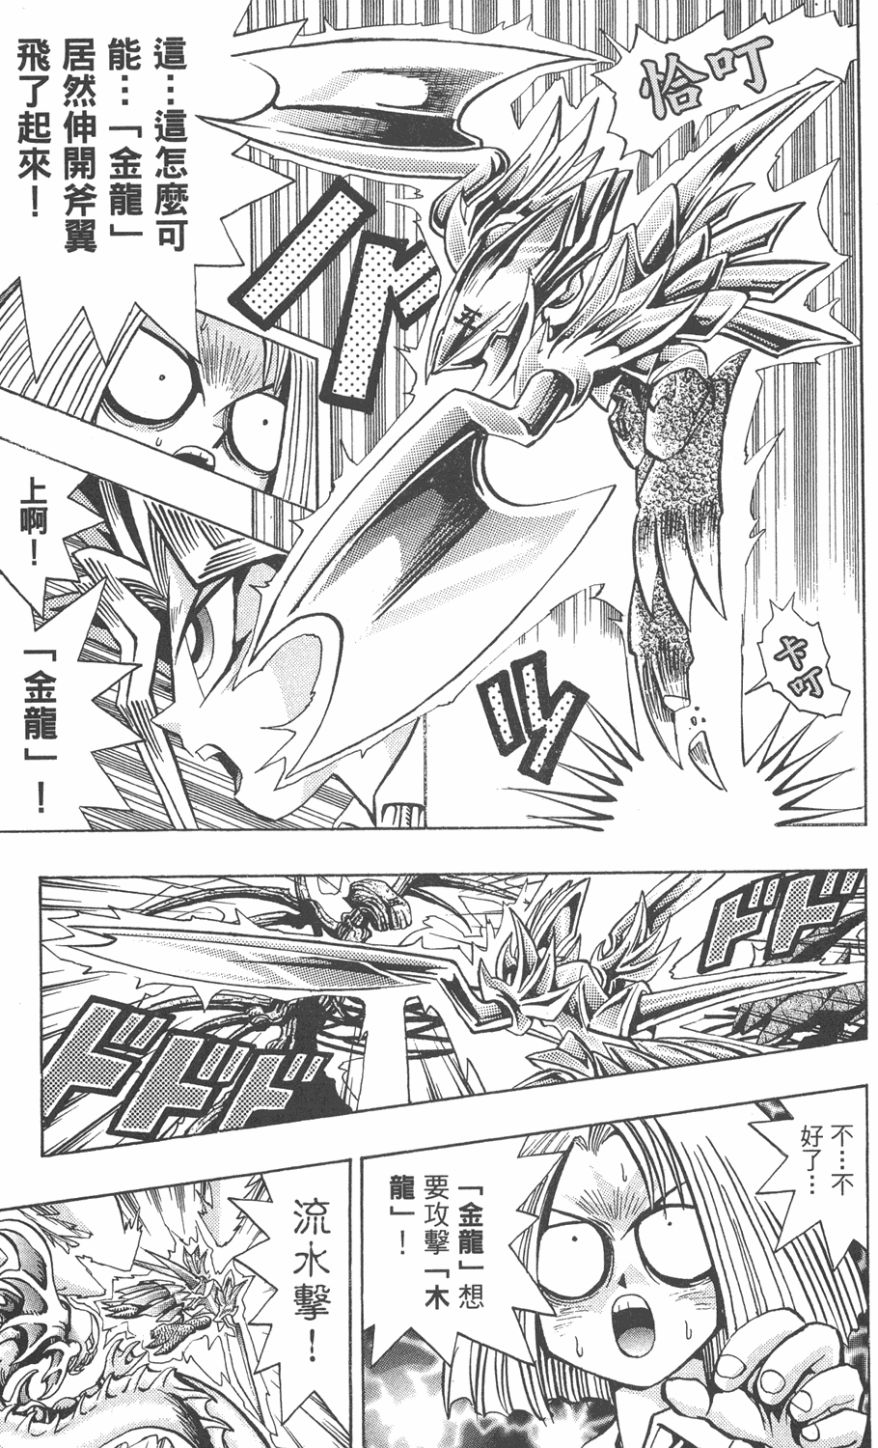 恰叮
這…這怎麼可
能…「金龍」
居然伸開斧翼
飛了起來！
ドド
上啊！
「金龍」！
卡叮
ドド
ドドド
不…不
好了…
「金龍」想
要攻擊「木
龍」！
流水擊！